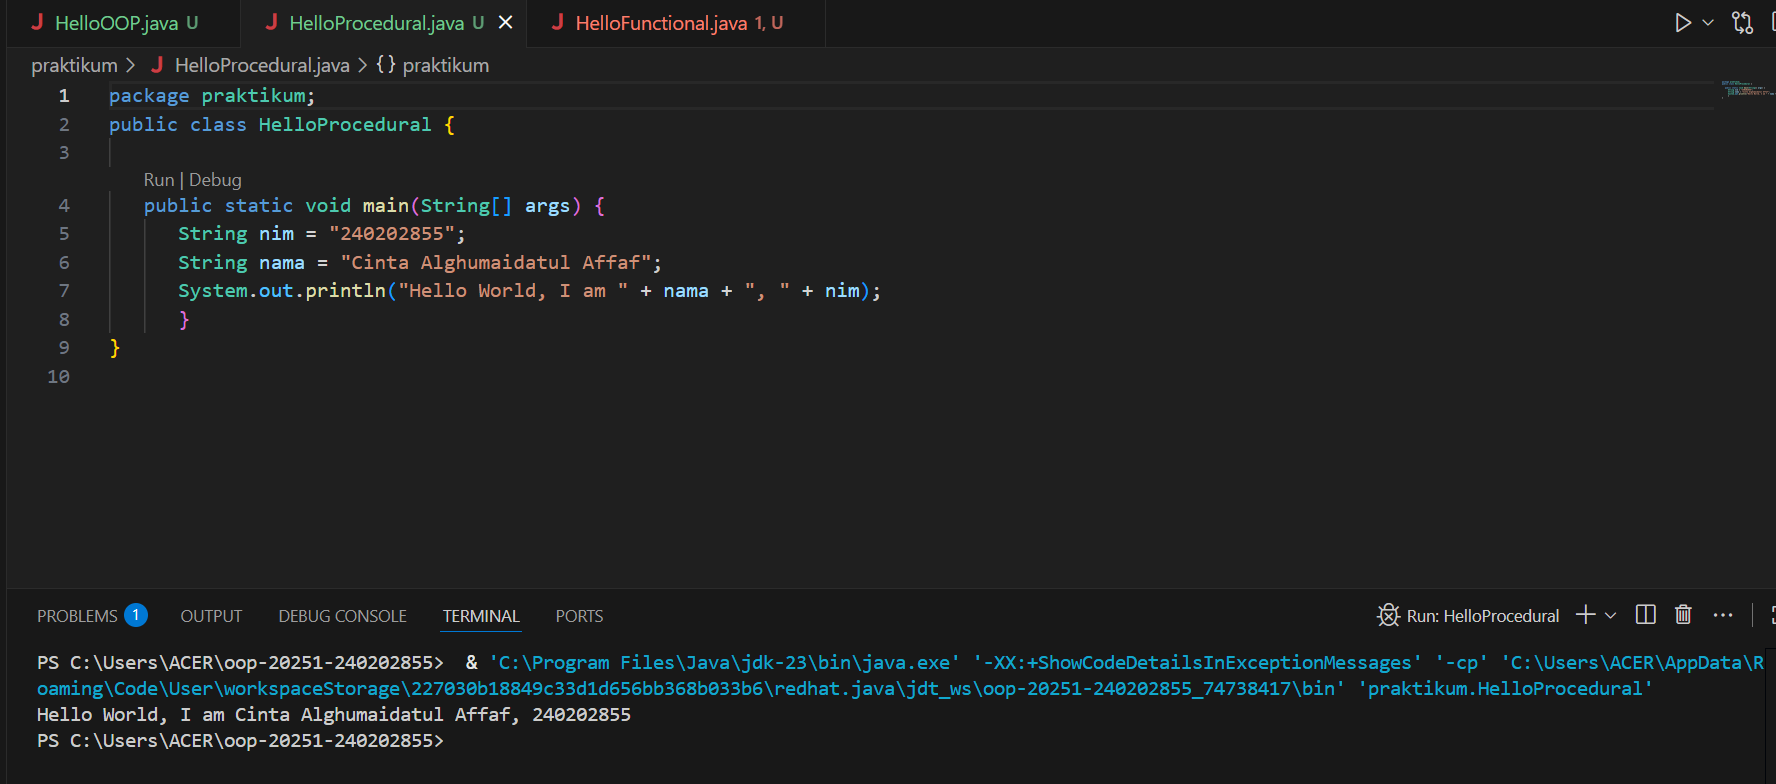 HelloOOP.java U HelloProcedural.java U HelloFunctional.java 1, U
praktikum > HelloProcedural.java > {} praktikum
1 package praktikum;
2 public class HelloProcedural {
3
Run | Debug
4 public static void main(String[] args) {
5 String nim = "240202855";
6 String nama = "Cinta Alghumaidatul Affaf";
7 System.out.println("Hello World, I am " + nama + ", " + nim);
8 }
9 }
10
PROBLEMS 1 OUTPUT DEBUG CONSOLE TERMINAL PORTS Run: HelloProcedural
PS C:\Users\ACER\oop-20251-240202855> & 'C:\Program Files\Java\jdk-23\bin\java.exe' '-XX:+ShowCodeDetailsInExceptionMessages' '-cp' 'C:\Users\ACER\AppData\R
oaming\Code\User\workspaceStorage\227030b18849c33d1d656bb368b033b6\redhat.java\jdt_ws\oop-20251-240202855_74738417\bin' 'praktikum.HelloProcedural'
Hello World, I am Cinta Alghumaidatul Affaf, 240202855
PS C:\Users\ACER\oop-20251-240202855>